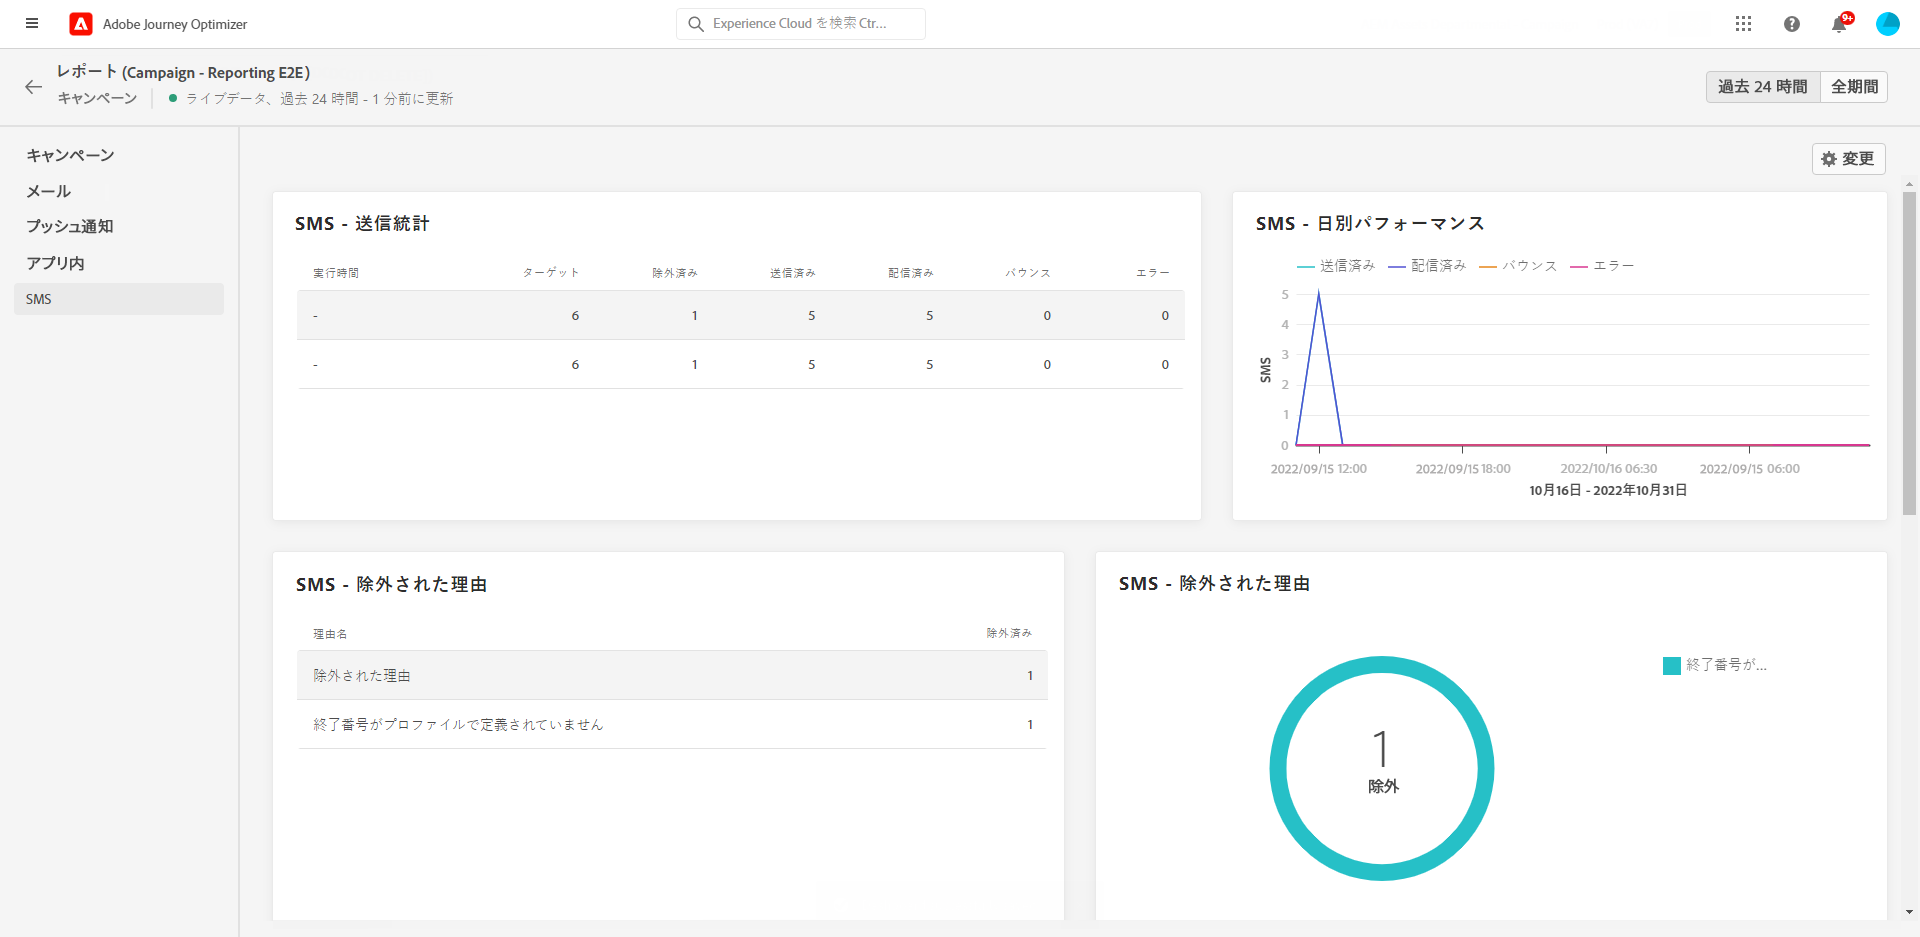 Adobe Journey Optimizer
Experience Cloud を検索 Ctr...
9+
レポート (Campaign - Reporting E2E)
キャンペーン
ライブデータ、過去 24 時間 - 1 分前に更新
過去 24 時間
全期間
キャンペーン
メール
プッシュ通知
アプリ内
SMS
変更
SMS - 送信統計
実行時間 ターゲット 除外済み 送信済み 配信済み バウンス エラー
- 6 1 5 5 0 0
- 6 1 5 5 0 0
SMS - 日別パフォーマンス
送信済み 配信済み バウンス エラー
5
4
3
2
1
0
SMS
2022/09/15 12:00 2022/09/15 18:00 2022/10/16 06:30 2022/09/15 06:00
10月16日 - 2022年10月31日
SMS - 除外された理由
理由名 除外済み
除外された理由 1
終了番号がプロファイルで定義されていません 1
SMS - 除外された理由
終了番号が...
1
除外